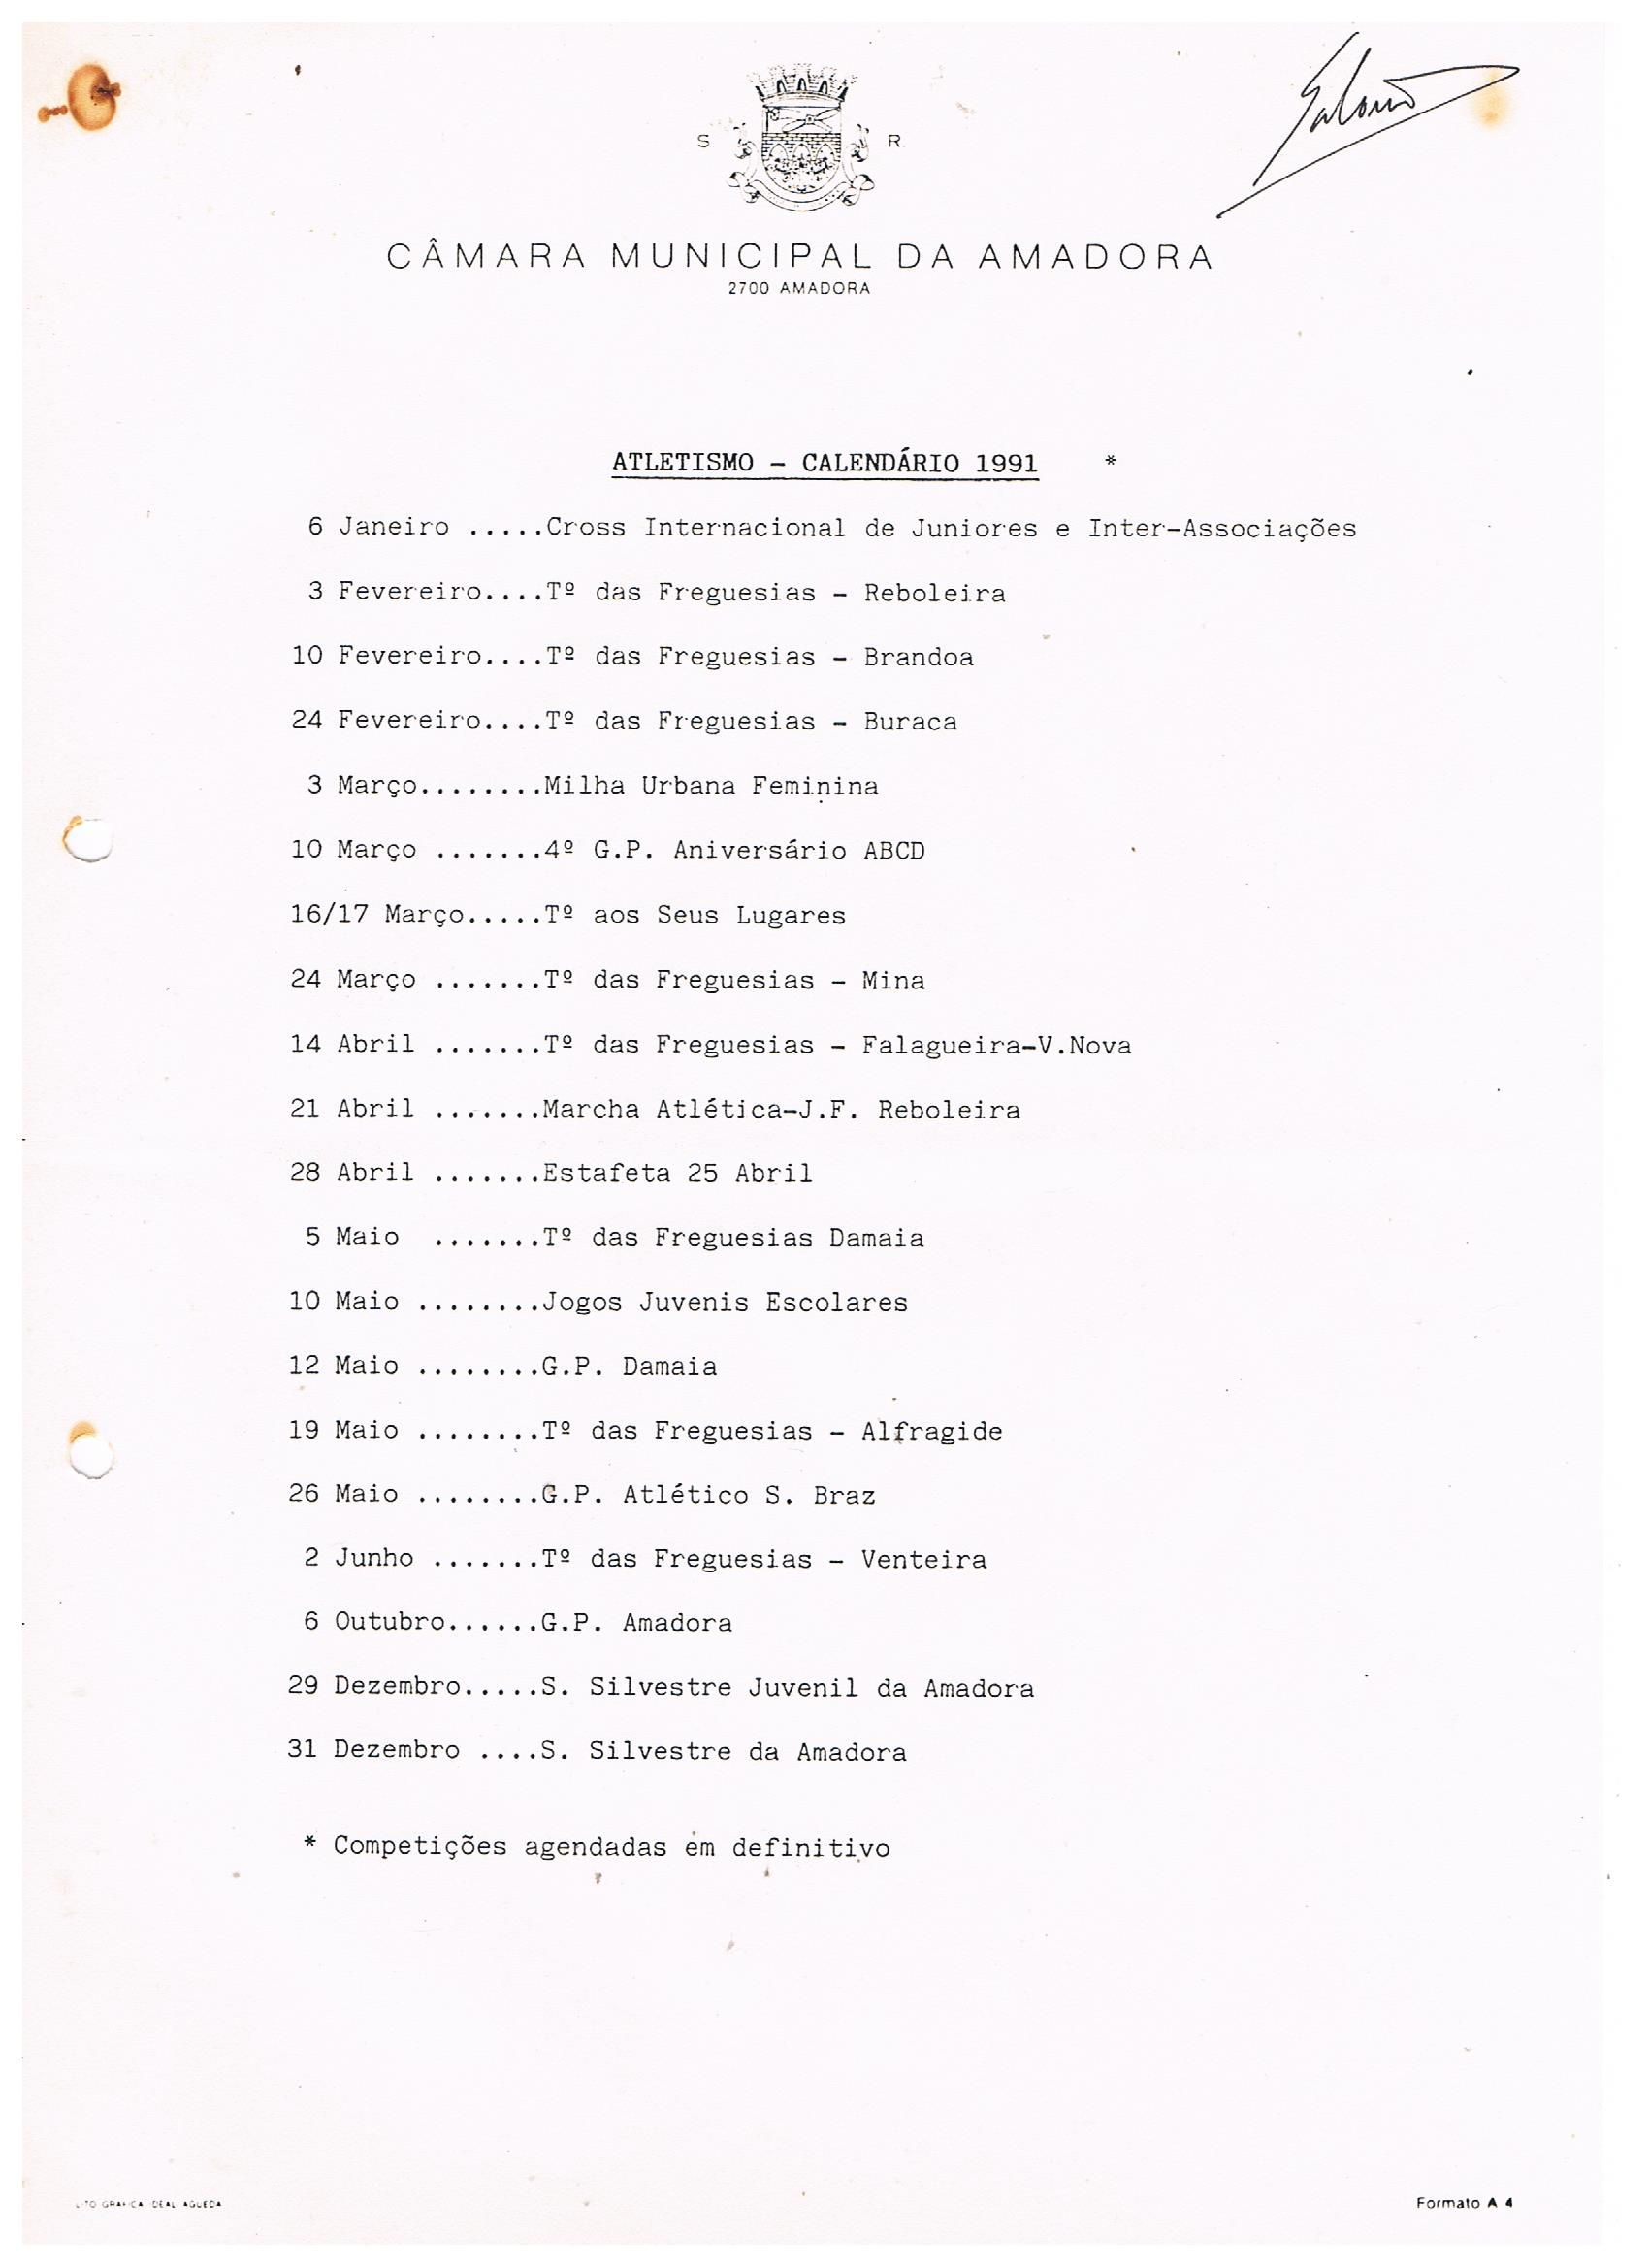 S. R.
CÂMARA MUNICIPAL DA AMADORA
2700 AMADORA
ATLETISMO - CALENDÁRIO 1991 *
6 Janeiro .....Cross Internacional de Juniores e Inter-Associações
3 Fevereiro....Tº das Freguesias - Reboleira
10 Fevereiro....Tº das Freguesias - Brandoa
24 Fevereiro....Tº das Freguesias - Buraca
3 Março........Milha Urbana Feminina
10 Março .......4º G.P. Aniversário ABCD
16/17 Março.....Tº aos Seus Lugares
24 Março .......Tº das Freguesias - Mina
14 Abril .......Tº das Freguesias - Falagueira-V.Nova
21 Abril .......Marcha Atlética-J.F. Reboleira
28 Abril .......Estafeta 25 Abril
5 Maio .......Tº das Freguesias Damaia
10 Maio ........Jogos Juvenis Escolares
12 Maio ........G.P. Damaia
19 Maio ........Tº das Freguesias - Alfragide
26 Maio ........G.P. Atlético S. Braz
2 Junho .......Tº das Freguesias - Venteira
6 Outubro......G.P. Amadora
29 Dezembro.....S. Silvestre Juvenil da Amadora
31 Dezembro ....S. Silvestre da Amadora
* Competições agendadas em definitivo
GRAFICA IDEAL AGUEDA
Formato A 4